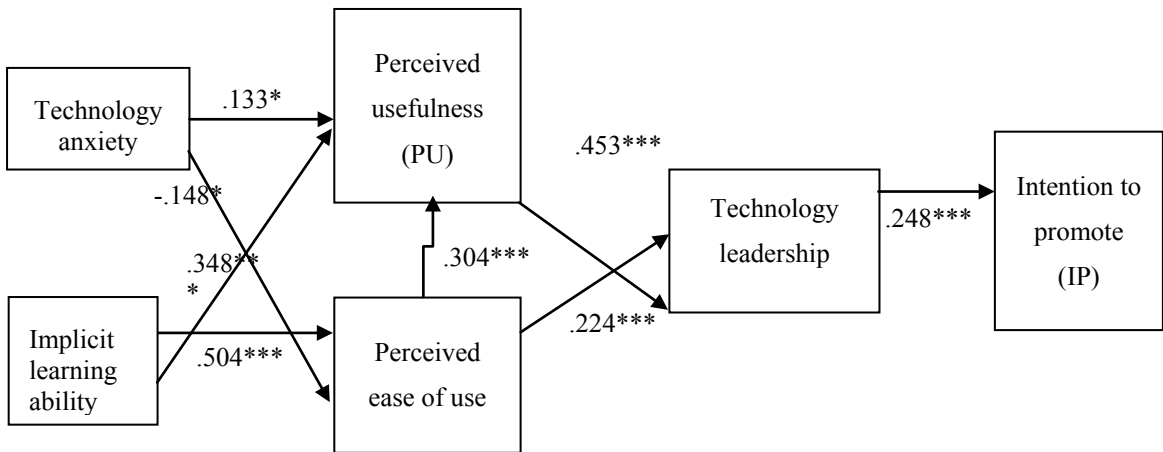 Technology
anxiety
.133*
-.148*
.348**
*
Implicit
learning
ability
.504***
Perceived
usefulness
(PU)
.304***
Perceived
ease of use
.453***
.224***
Technology
leadership
.248***
Intention to
promote
(IP)